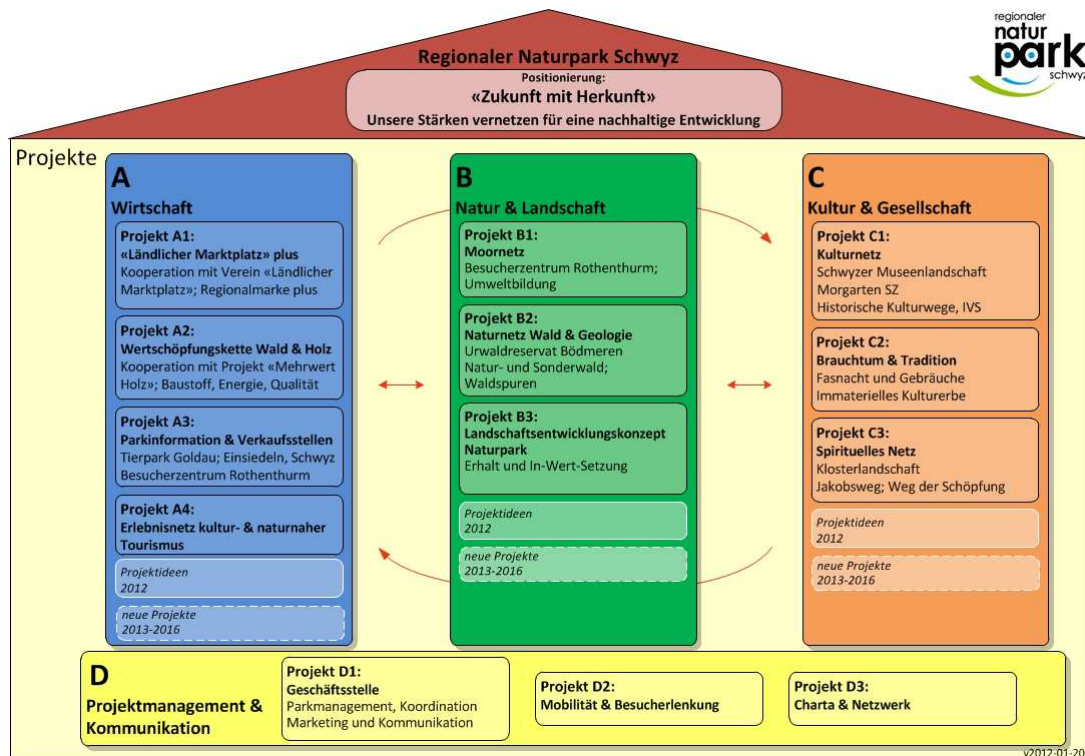 regionaler
natur
park
schwyz
Regionaler Naturpark Schwyz
Positionierung:
«Zukunft mit Herkunft»
Unsere Stärken vernetzen für eine nachhaltige Entwicklung
Projekte
A
Wirtschaft
Projekt A1:
«Ländlicher Marktplatz» plus
Kooperation mit Verein «Ländlicher
Marktplatz»; Regionalmarke plus
Projekt A2:
Wertschöpfungskette Wald & Holz
Kooperation mit Projekt «Mehrwert
Holz»; Baustoff, Energie, Qualität
Projekt A3:
Parkinformation & Verkaufsstellen
Tierpark Goldau; Einsiedeln, Schwyz
Besucherzentrum Rothenthurm
Projekt A4:
Erlebnisnetz kultur- & naturnaher
Tourismus
Projektideen
2012
neue Projekte
2013-2016
B
Natur & Landschaft
Projekt B1:
Moornetz
Besucherzentrum Rothenthurm;
Umweltbildung
Projekt B2:
Naturnetz Wald & Geologie
Urwaldreservat Bödmeren
Natur- und Sonderwald;
Waldspuren
Projekt B3:
Landschaftsentwicklungskonzept
Naturpark
Erhalt und In-Wert-Setzung
Projektideen
2012
neue Projekte
2013-2016
C
Kultur & Gesellschaft
Projekt C1:
Kulturnetz
Schwyzer Museenlandschaft
Morgarten SZ
Historische Kulturwege, IVS
Projekt C2:
Brauchtum & Tradition
Fasnacht und Gebräuche
Immaterielles Kulturerbe
Projekt C3:
Spirituelles Netz
Klosterlandschaft
Jakobsweg; Weg der Schöpfung
Projektideen
2012
neue Projekte
2013-2016
D
Projektmanagement &
Kommunikation
Projekt D1:
Geschäftsstelle
Parkmanagement, Koordination
Marketing und Kommunikation
Projekt D2:
Mobilität & Besucherlenkung
Projekt D3:
Charta & Netzwerk
v2012-01-20